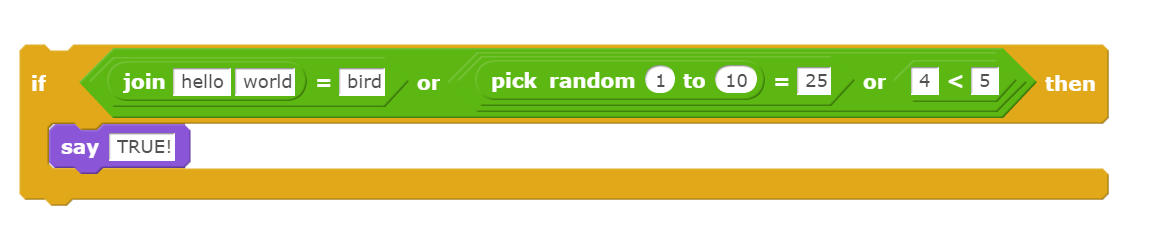 if join hello world = bird or pick random 1 to 10 = 25 or 4 < 5 then
say TRUE!